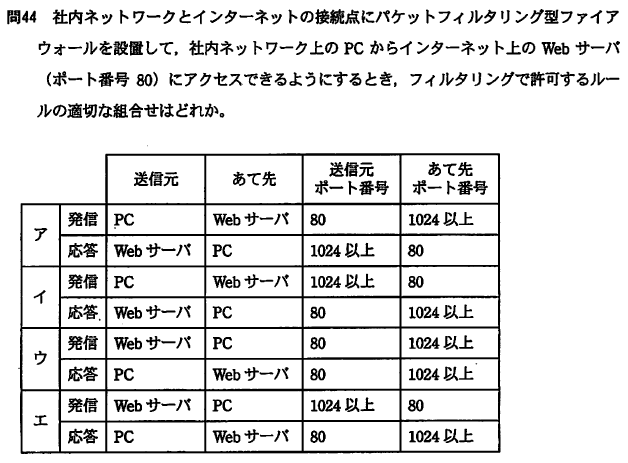 問44 社内ネットワークとインターネットの接続点にパケットフィルタリング型ファイア
ウォールを設置して，社内ネットワーク上の PC からインターネット上の Web サーバ
（ポート番号 80）にアクセスできるようにするとき，フィルタリングで許可するルー
ルの適切な組合せはどれか。
送信元 あて先 送信元ポート番号 あて先ポート番号
ア 発信 PC Web サーバ 80 1024 以上
応答 Web サーバ PC 1024 以上 80
イ 発信 PC Web サーバ 1024 以上 80
応答 Web サーバ PC 80 1024 以上
ウ 発信 Web サーバ PC 80 1024 以上
応答 PC Web サーバ 80 1024 以上
エ 発信 Web サーバ PC 1024 以上 80
応答 PC Web サーバ 80 1024 以上